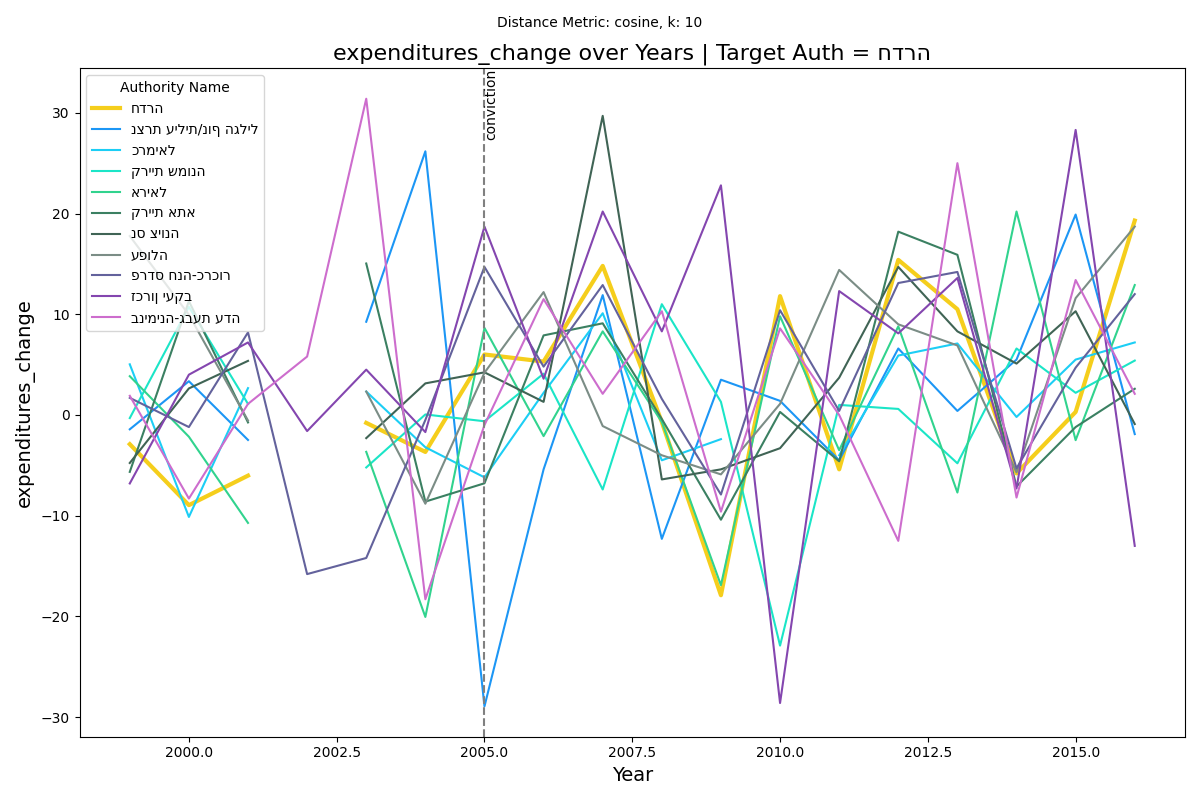 Distance Metric: cosine, k: 10
expenditures_change over Years | Target Auth = חדרה
conviction
Authority Name
חדרה
נצרת עילית/נוף הגליל
כרמיאל
קריית שמונה
אריאל
קריית אתא
נס ציונה
עפולה
פרדס חנה-כרכור
זכרון יעקב
בנימינה-גבעת עדה
expenditures_change
30
20
10
0
−10
−20
−30
2000.0
2002.5
2005.0
2007.5
2010.0
2012.5
2015.0
Year